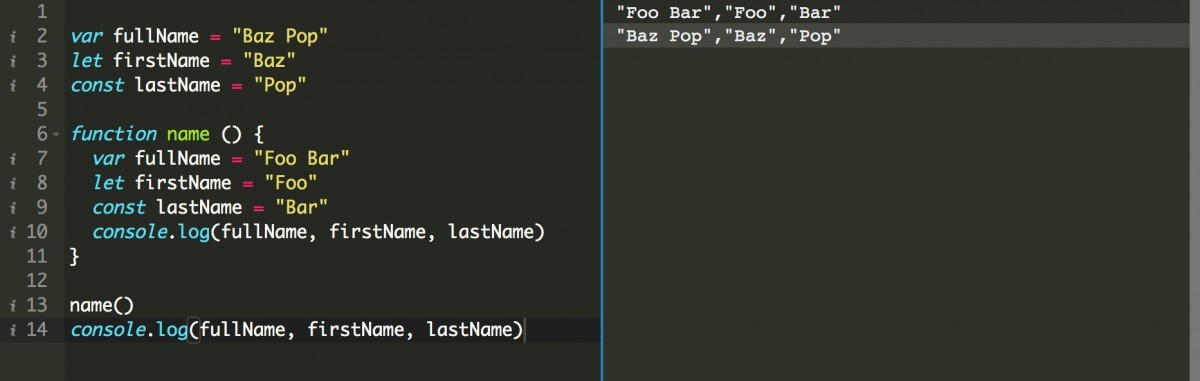 1
i 2 var fullName = "Baz Pop"
i 3 let firstName = "Baz"
i 4 const lastName = "Pop"
5
6 function name () {
i 7 var fullName = "Foo Bar"
i 8 let firstName = "Foo"
i 9 const lastName = "Bar"
i 10 console.log(fullName, firstName, lastName)
11 }
12
i 13 name()
i 14 console.log(fullName, firstName, lastName)
"Foo Bar","Foo","Bar"
"Baz Pop","Baz","Pop"